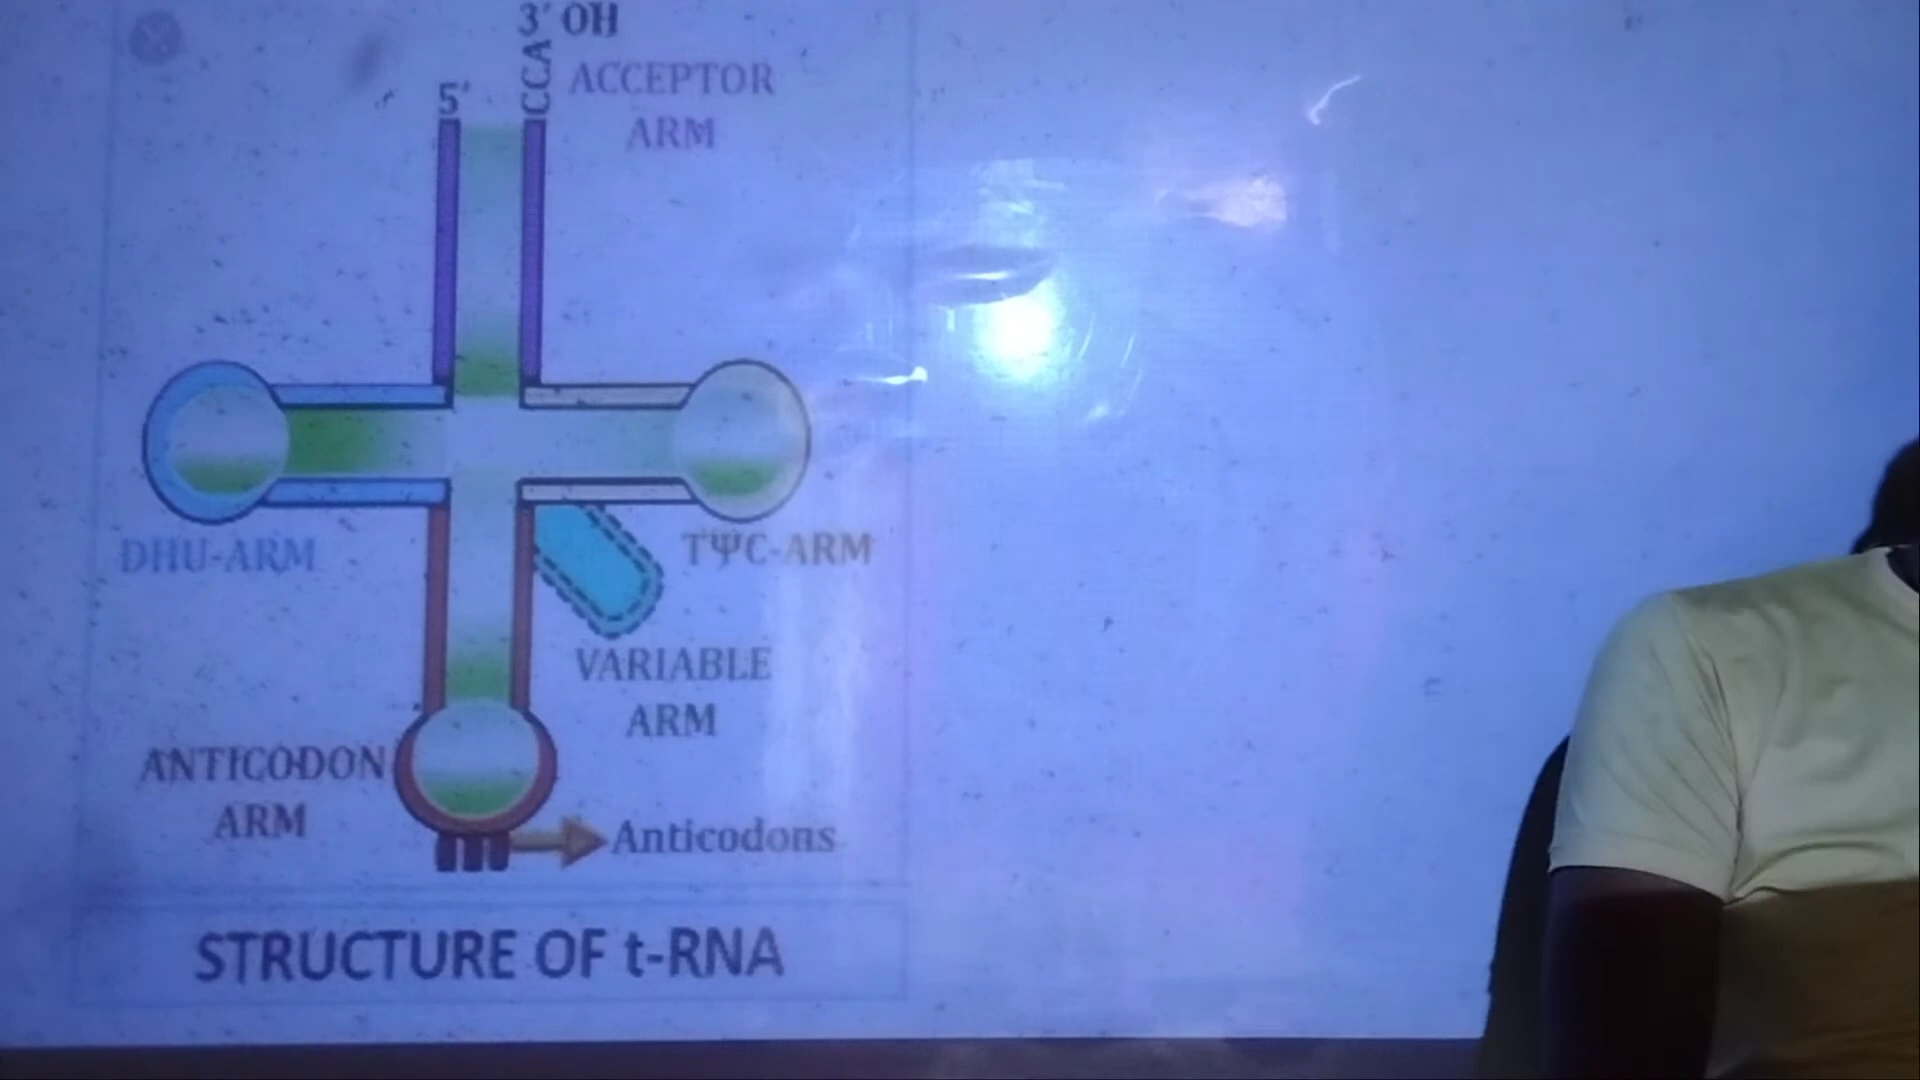 3' OH
5'
CCA
ACCEPTOR
ARM
DHU-ARM
TΨC-ARM
VARIABLE
ARM
ANTICODON
ARM
Anticodons
STRUCTURE OF t-RNA